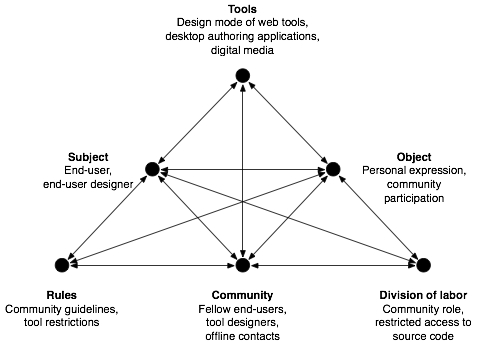 Tools
Design mode of web tools,
desktop authoring applications,
digital media
Subject
End-user,
end-user designer
Object
Personal expression,
community
participation
Rules
Community guidelines,
tool restrictions
Community
Fellow end-users,
tool designers,
offline contacts
Division of labor
Community role,
restricted access to
source code